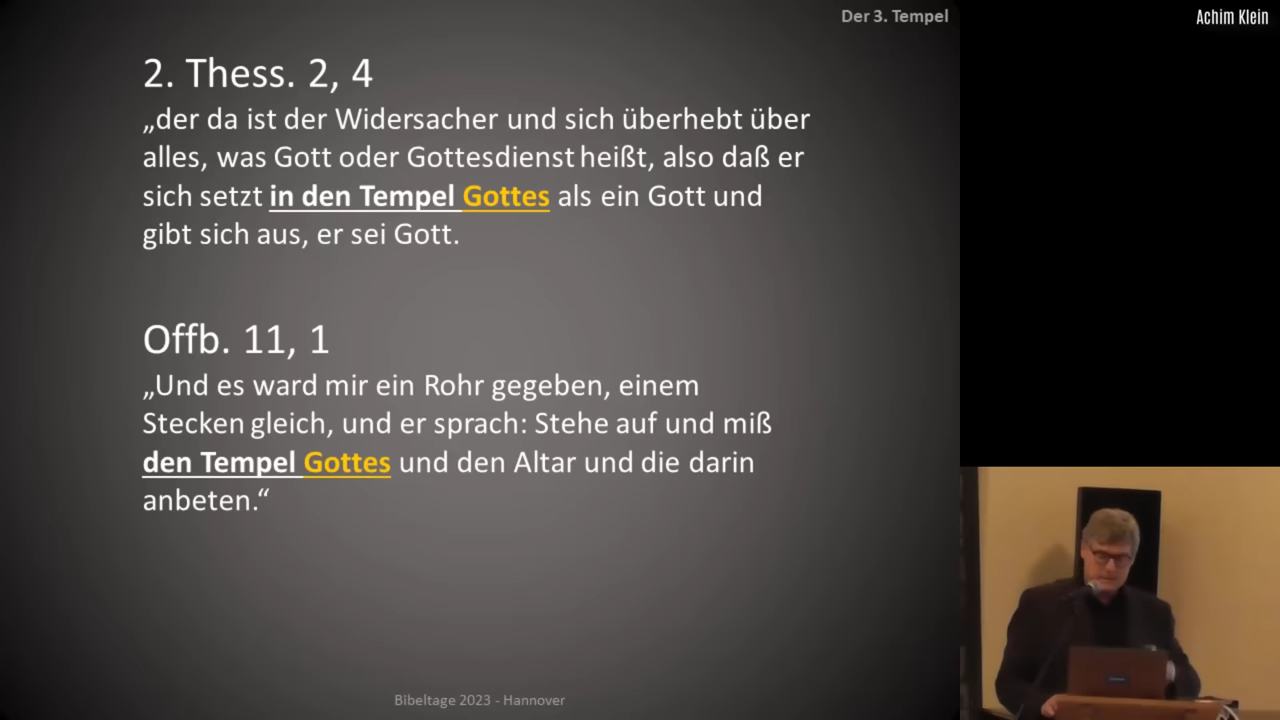 Der 3. Tempel
Achim Klein
2. Thess. 2, 4
„der da ist der Widersacher und sich überhebt über
alles, was Gott oder Gottesdienst heißt, also daß er
sich setzt in den Tempel Gottes als ein Gott und
gibt sich aus, er sei Gott.
Offb. 11, 1
„Und es ward mir ein Rohr gegeben, einem
Stecken gleich, und er sprach: Stehe auf und miß
den Tempel Gottes und den Altar und die darin
anbeten.“
Bibeltage 2023 - Hannover